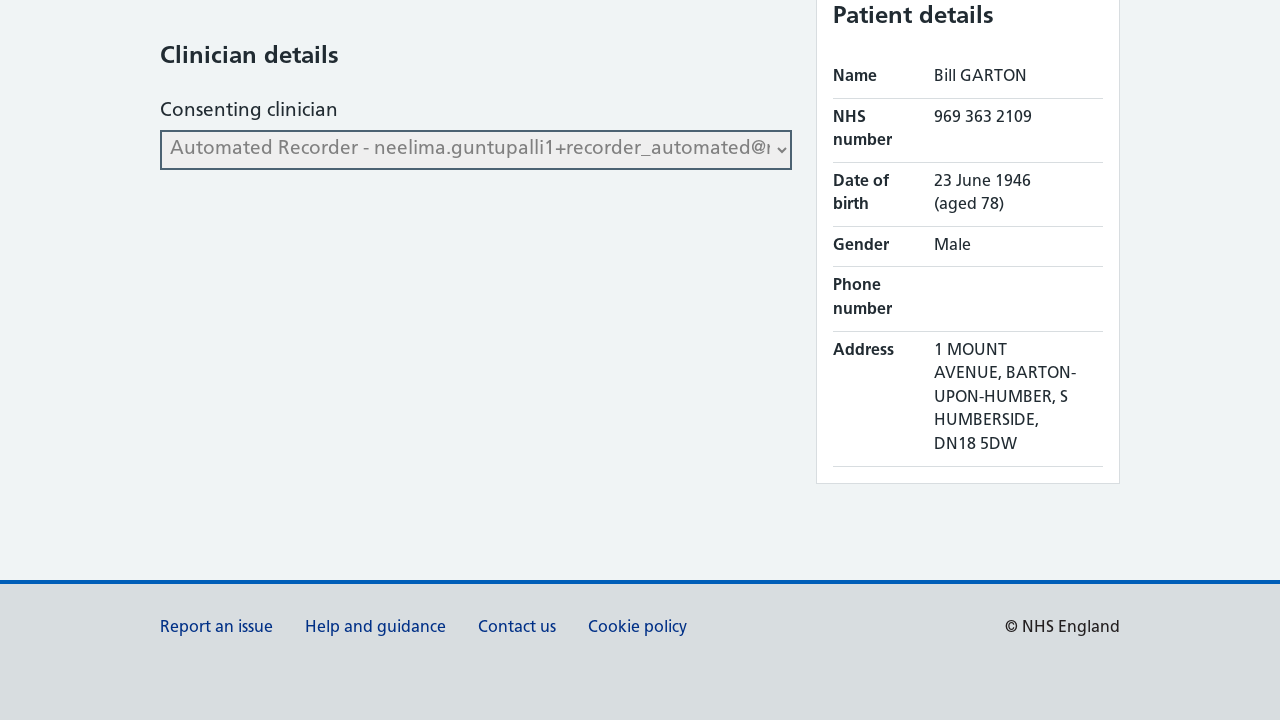 Clinician details
Consenting clinician
Automated Recorder - neelima.guntupalli1+recorder_automated@
Patient details
Name Bill GARTON
NHS number 969 363 2109
Date of birth 23 June 1946 (aged 78)
Gender Male
Phone number
Address 1 MOUNT
AVENUE, BARTON-
UPON-HUMBER, S
HUMBERSIDE,
DN18 5DW
Report an issue Help and guidance Contact us Cookie policy © NHS England